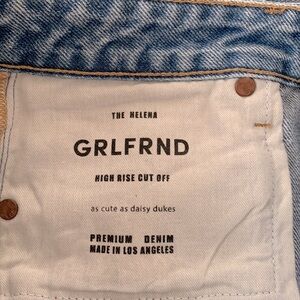 THE HELENA
GRLFRND
HIGH RISE CUT OFF
as cute as daisy dukes
PREMIUM DENIM
MADE IN LOS ANGELES